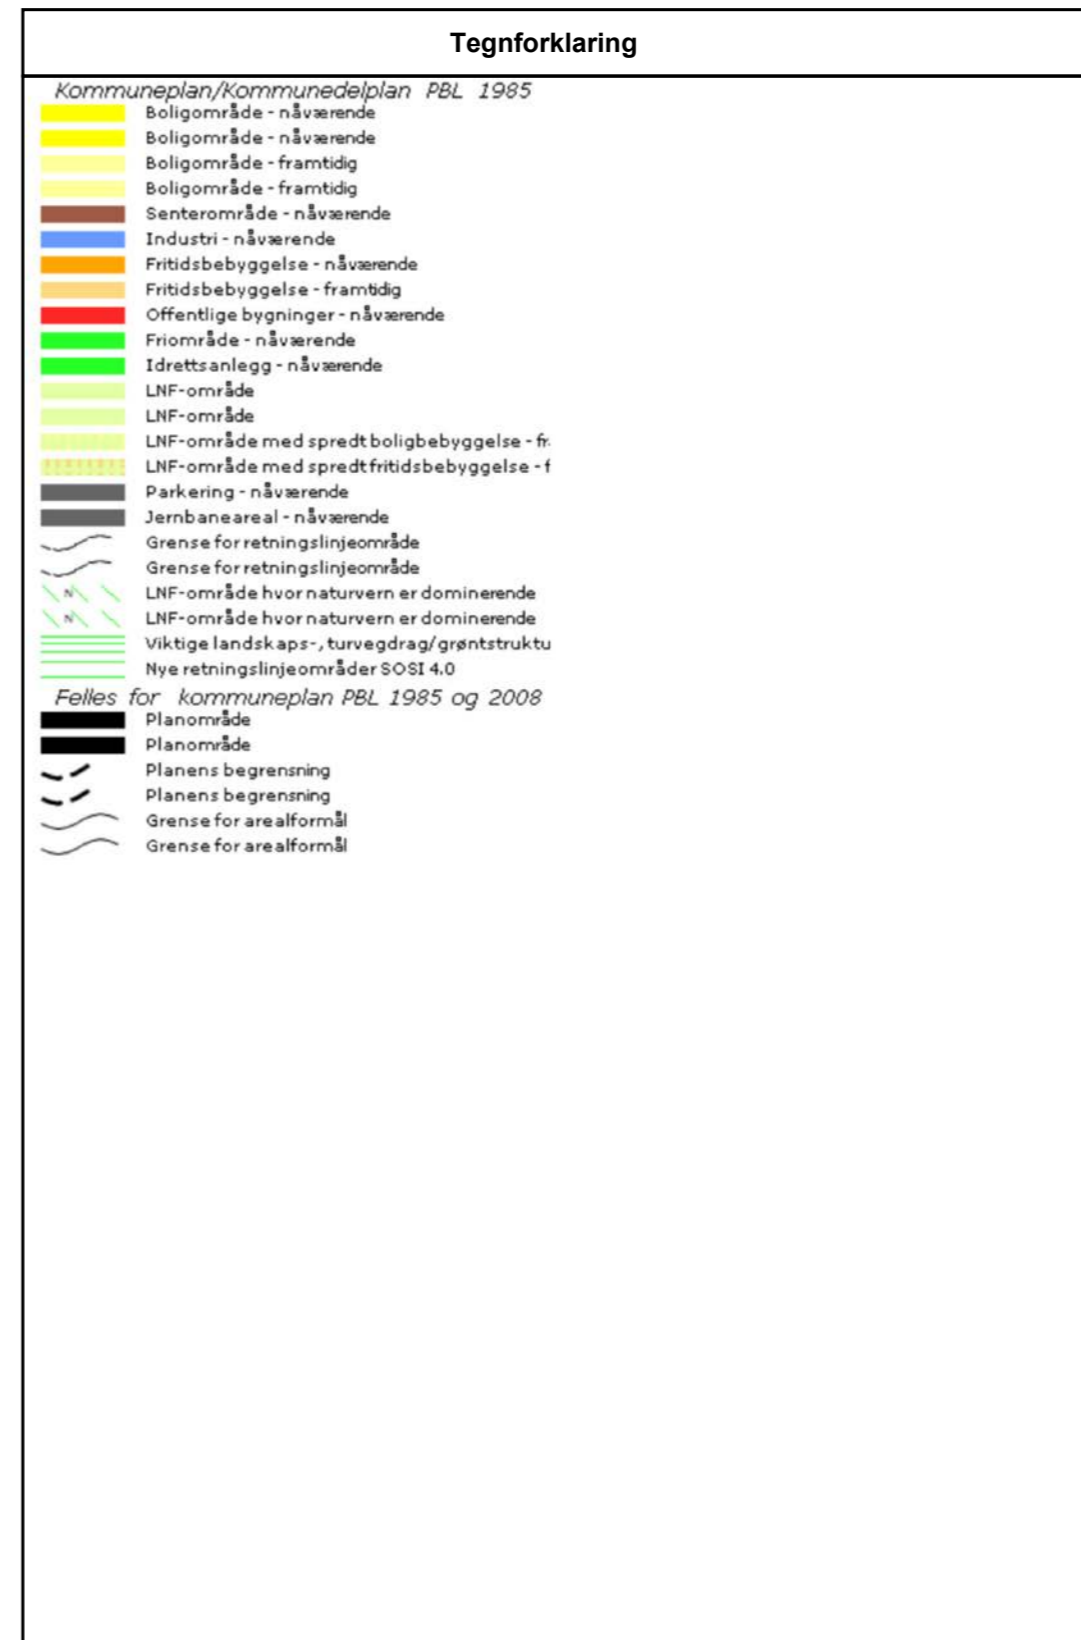 Tegnforklaring
Kommuneplan/Kommunedelplan PBL 1985
Boligområde - nåværende
Boligområde - nåværende
Boligområde - framtidig
Boligområde - framtidig
Senterområde - nåværende
Industri - nåværende
Fritidsbebyggelse - nåværende
Fritidsbebyggelse - framtidig
Offentlige bygninger - nåværende
Friområde - nåværende
Idrettsanlegg - nåværende
LNF-område
LNF-område
LNF-område med spredt boligbebyggelse - fr
LNF-område med spredt fritidsbebyggelse - f
Parkering - nåværende
Jernbaneareal - nåværende
Grense for retningslinjeområde
Grense for retningslinjeområde
N LNF-område hvor naturvern er dominerende
N LNF-område hvor naturvern er dominerende
Viktige landskaps-, turvegdrag/grøntstruktu
Nye retningslinjeområder SOSI 4.0
Felles for kommuneplan PBL 1985 og 2008
Planområde
Planområde
Planens begrensning
Planens begrensning
Grense for arealformål
Grense for arealformål